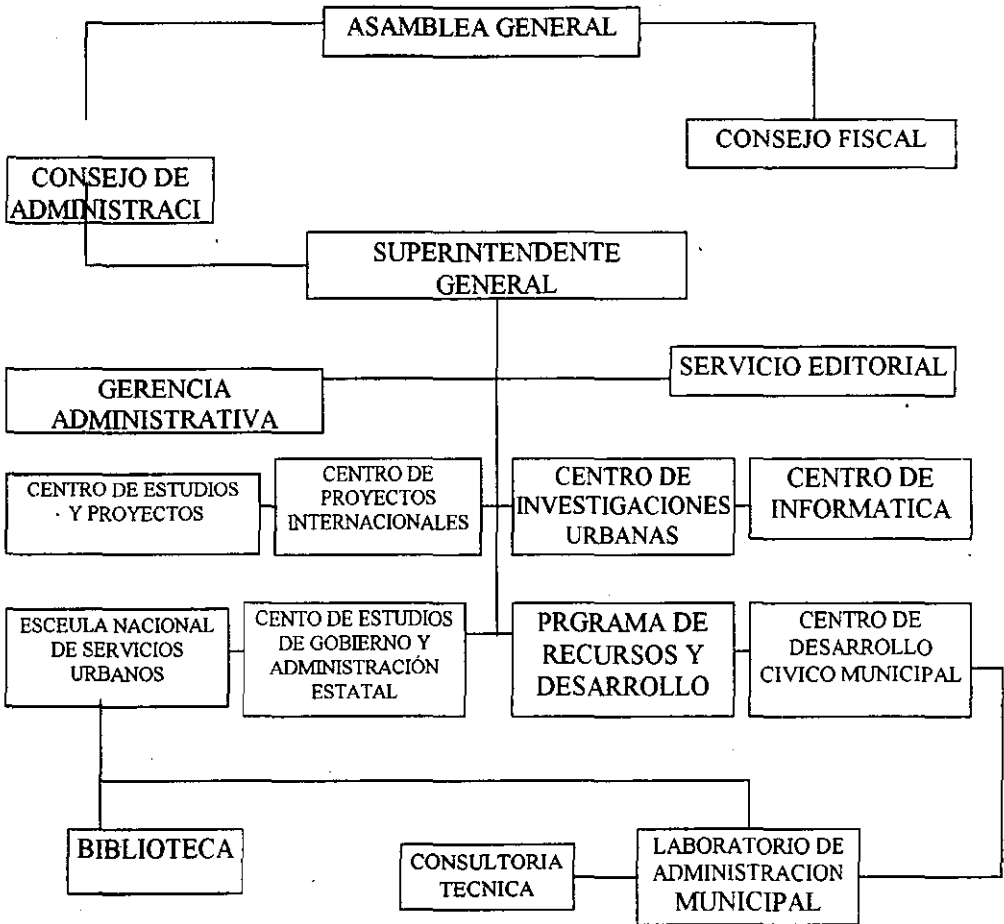 ASAMBLEA GENERAL
CONSEJO FISCAL
CONSEJO DE
ADMINISTRACI
SUPERINTENDENTE
GENERAL
SERVICIO EDITORIAL
GERENCIA
ADMINISTRATIVA
CENTRO DE ESTUDIOS
Y PROYECTOS
CENTRO DE
PROYECTOS
INTERNACIONALES
CENTRO DE
INVESTIGACIONES
URBANAS
CENTRO DE
INFORMATICA
ESCEULA NACIONAL
DE SERVICIOS
URBANOS
CENTO DE ESTUDIOS
DE GOBIERNO Y
ADMINISTRACIÓN
ESTATAL
PRGRAMA DE
RECURSOS Y
DESARROLLO
CENTRO DE
DESARROLLO
CIVICO MUNICIPAL
BIBLIOTECA
CONSULTORIA
TECNICA
LABORATORIO DE
ADMINISTRACION
MUNICIPAL